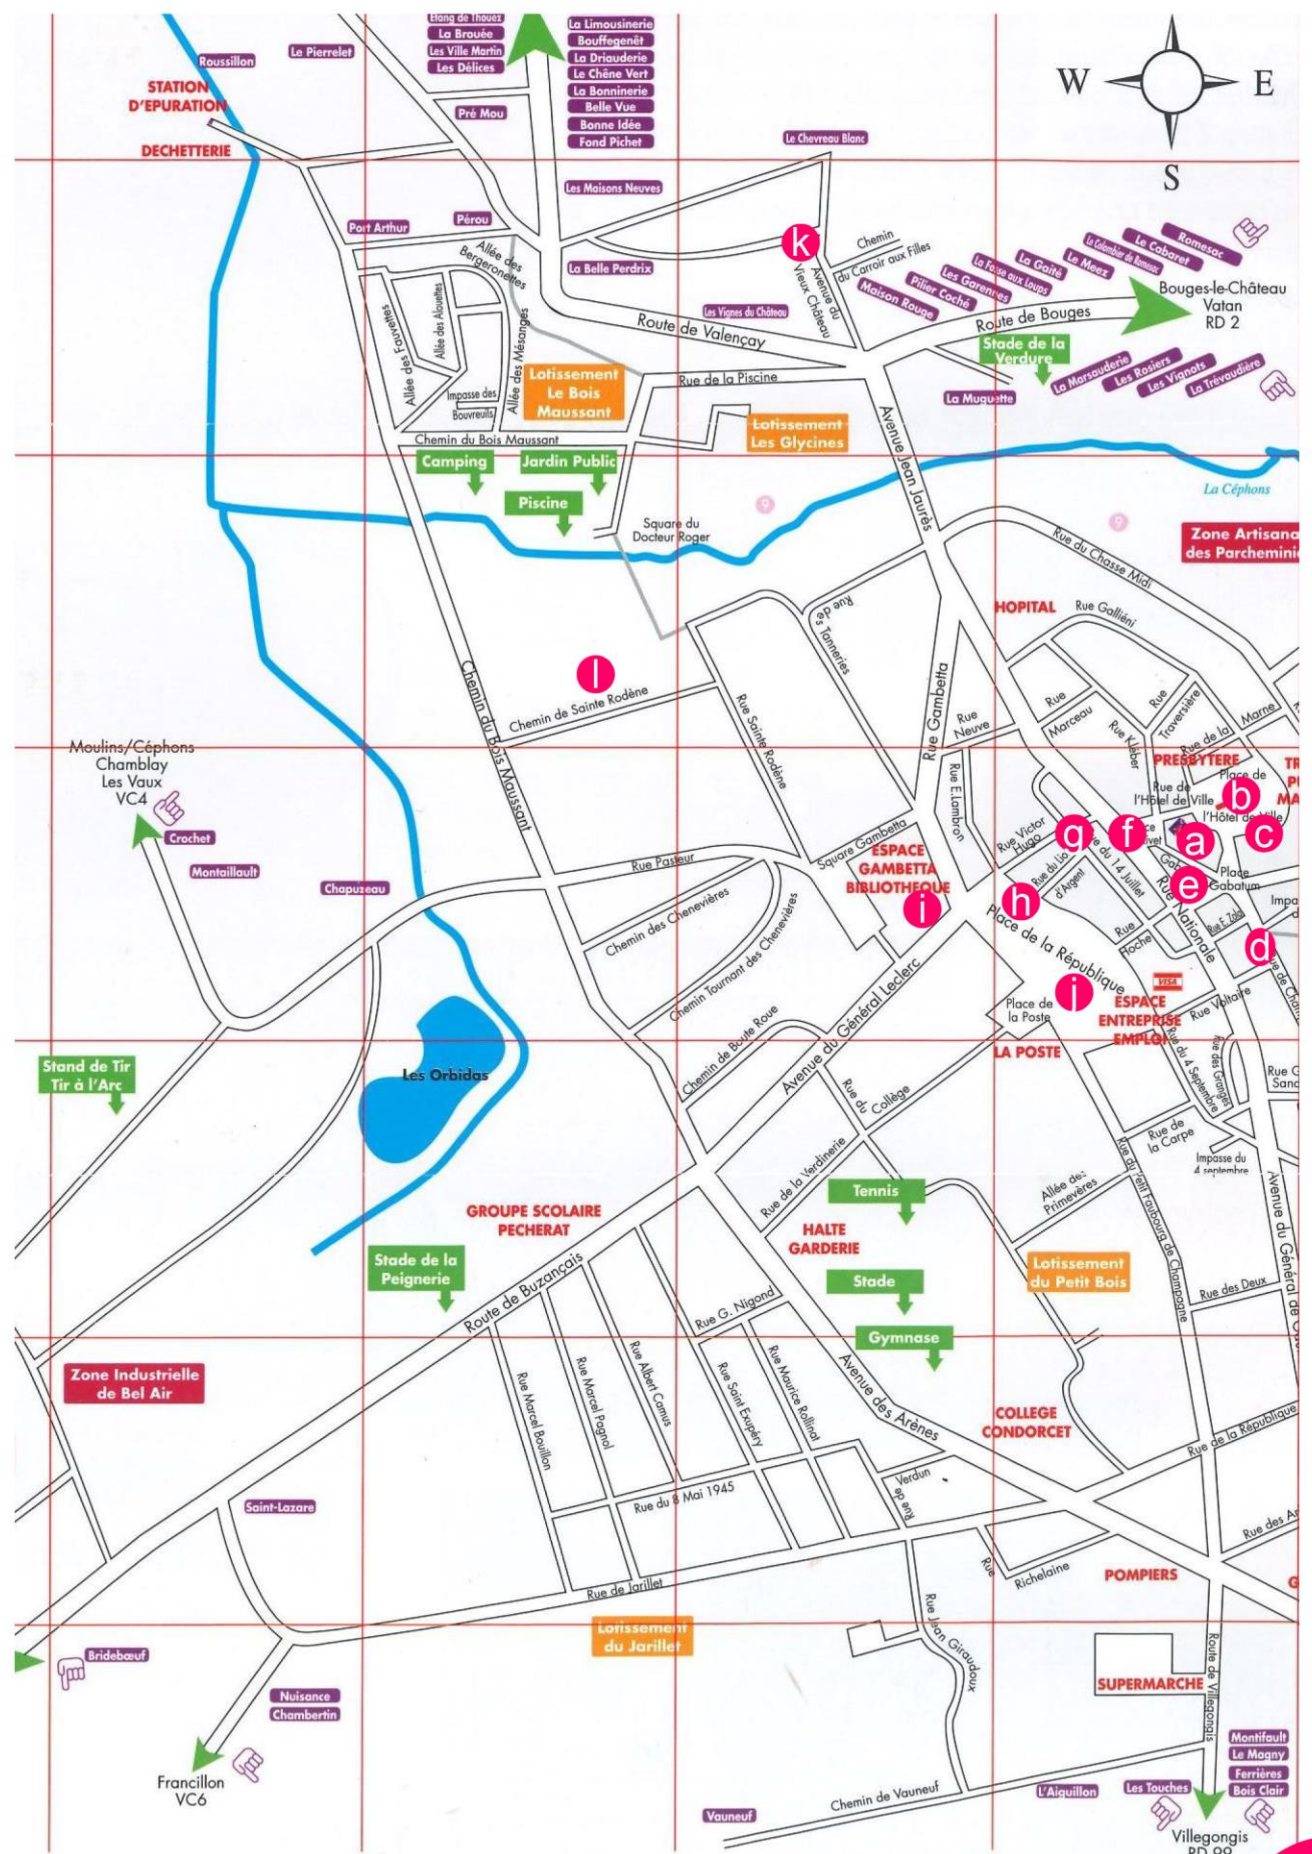 Etang de Thouez
La Brouée
Les Ville Martin
Les Délices
La Limousinerie
Bouffegenêt
La Driauderie
Le Chêne Vert
La Bonninerie
Belle Vue
Bonne Idée
Fond Pichet
Roussillon
Le Pierrelet
STATION
D'EPURATION
DECHETTERIE
Pré Mou
W
E
S
Le Chevreau Blanc
Les Maisons Neuves
Port Arthur
Pérou
Allée des
Bergeronettes
La Belle Perdrix
k
Chemin
du Carroir aux Filles
Avenue du
Vieux Château
Maison Rouge
Pilier Coché
Les Garennes
La Fosse aux Loups
La Gaité
Le Meez
Le Colombier de Romesac
Le Cabaret
Romesac
Bouges-le-Château
Vatan
RD 2
Les Vignes du Château
Route de Valençay
Route de Bouges
Stade de la
Verdure
La Marsauderie
Les Rosiers
Les Vignots
La Trévaudière
La Muguette
Allée des Fauvettes
Allée des Alouettes
Allée des Mésanges
Impasse des
Bouvreuils
Lotissement
Le Bois
Maussant
Rue de la Piscine
Lotissement
Les Glycines
Chemin du Bois Maussant
Camping
Jardin Public
Piscine
Square du
Docteur Roger
9
Avenue Jean Jaurès
La Céphons
9
Zone Artisana
des Parcheminie
Rue du Chasse Midi
HOPITAL
Rue Galliéni
Rue de
s Tanneries
l
Chemin de Sainte Rodène
Chemin du Bois Maussant
Rue Sainte Rodène
Rue Gambetta
Rue
Neuve
Rue
Marceau
Rue Kléber
Rue
Traversière
Rue de la
Marne
Moulins/Céphons
Chamblay
Les Vaux
VC4
Crochet
Montaillault
Chapuzeau
PRESBYTERE
TR
P
MA
Rue de
l'Hôtel de Ville
Place de
l'Hôtel de Ville
b
c
a
f
g
e
h
d
i
j
Rue E.Lambron
Rue Victor
Hugo
Rue du Lio
d'Argent
Rue du 14 Juillet
Place
Gabatum
Rue Nationale
Rue E. Zola
Impa
Rue Pasteur
Square Gambetta
ESPACE
GAMBETTA
BIBLIOTHEQUE
Place de la République
Rue
Hoche
VISA
Rue Voltaire
Chemin des Chenevières
Chemin Tournant des Chenevières
Place de
la Poste
ESPACE
ENTREPRISE
EMPLOI
LA POSTE
Chemin de Boute Roue
Avenue du Général Leclerc
Rue du
Collège
Rue du 4 Septembre
Rue des Granges
Rue G
Sand
Stand de Tir
Tir à l'Arc
Les Orbidas
Rue de
la Carpe
Impasse du
4 septembre
Rue de la Verdinerie
Tennis
Allée des
Primevères
Rue du Petit Faubourg de Champagne
GROUPE SCOLAIRE
PECHERAT
HALTE
GARDERIE
Stade de la
Peignerie
Stade
Lotissement
du Petit Bois
Rue des Deux
Route de Buzançais
Rue G. Nigond
Gymnase
Zone Industrielle
de Bel Air
Rue Marcel Bouillon
Rue Marcel Pagnol
Rue Albert Camus
Rue Saint Exupéry
Rue Maurice Rollinat
Avenue des Arènes
COLLEGE
CONDORCET
Rue de la République
Saint-Lazare
Rue du 8 Mai 1945
Rue de
Verdun
Rue
Richelaine
POMPIERS
Rue de Jarillet
Lotissement
du Jarillet
Rue Jean Giraudoux
Bridebœuf
Nuisance
Chambertin
Francillon
VC6
SUPERMARCHE
Route de Villegongis
Montifault
Le Magny
Ferrières
Bois Clair
Les Touches
L'Aiguillon
Chemin de Vauneuf
Vauneuf
Villegongis